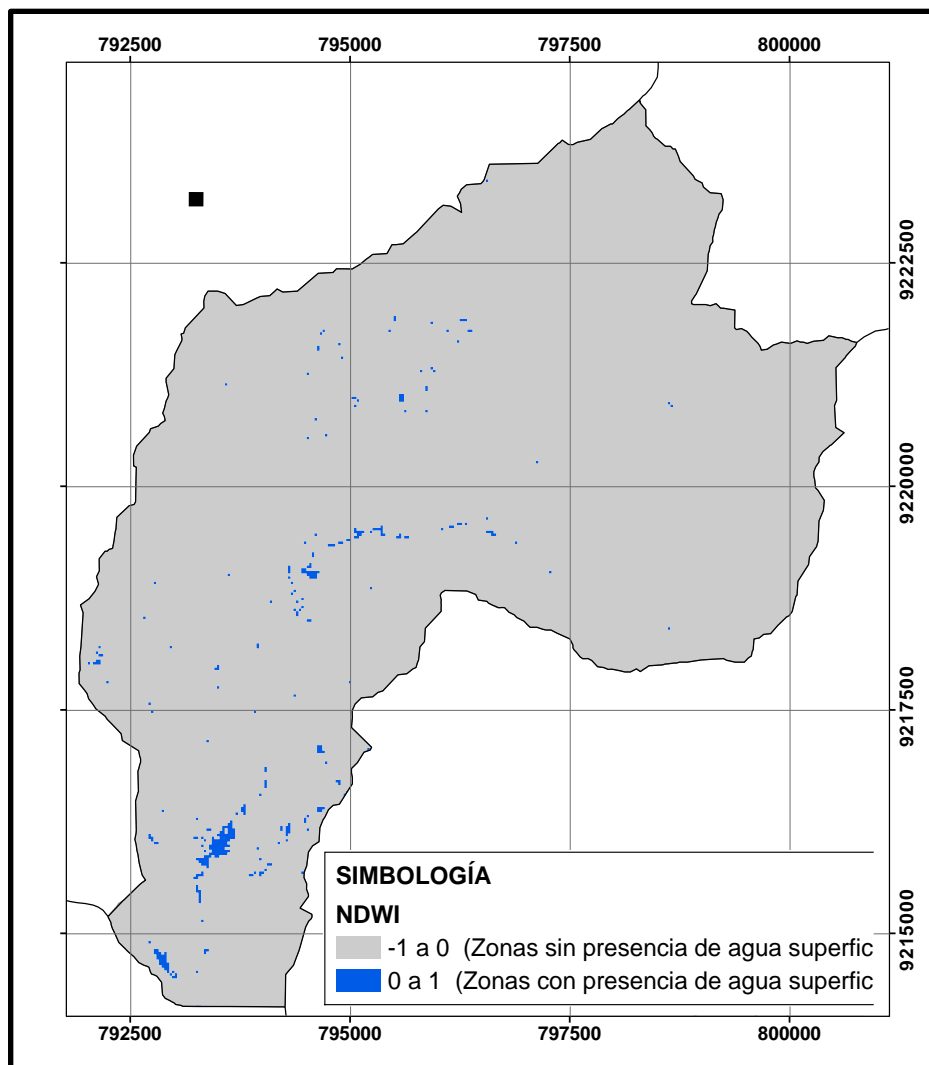 792500 795000 797500 800000
9222500
9220000
9217500
9215000
SIMBOLOGÍA
NDWI
-1 a 0 (Zonas sin presencia de agua superfic
0 a 1 (Zonas con presencia de agua superfic
792500 795000 797500 800000